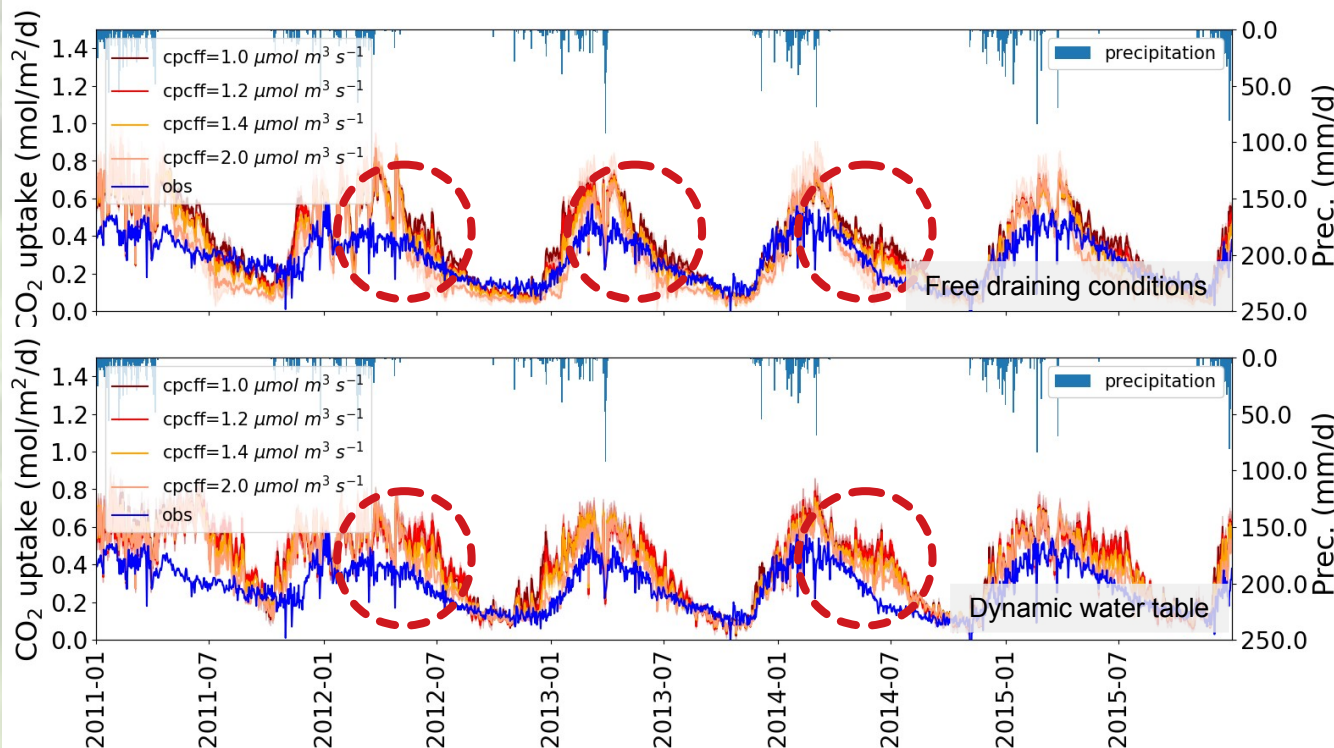 CO₂ uptake (mol/m²/d)
1.4
1.2
1.0
0.8
0.6
0.4
0.2
0.0
cpcff=1.0 μmol m³ s⁻¹
cpcff=1.2 μmol m³ s⁻¹
cpcff=1.4 μmol m³ s⁻¹
cpcff=2.0 μmol m³ s⁻¹
obs
precipitation
0.0
50.0
100.0
150.0
200.0
250.0
Prec. (mm/d)
Free draining conditions
CO₂ uptake (mol/m²/d)
1.4
1.2
1.0
0.8
0.6
0.4
0.2
0.0
cpcff=1.0 μmol m³ s⁻¹
cpcff=1.2 μmol m³ s⁻¹
cpcff=1.4 μmol m³ s⁻¹
cpcff=2.0 μmol m³ s⁻¹
obs
precipitation
0.0
50.0
100.0
150.0
200.0
250.0
Prec. (mm/d)
Dynamic water table
2011-01
2011-07
2012-01
2012-07
2013-01
2013-07
2014-01
2014-07
2015-01
2015-07